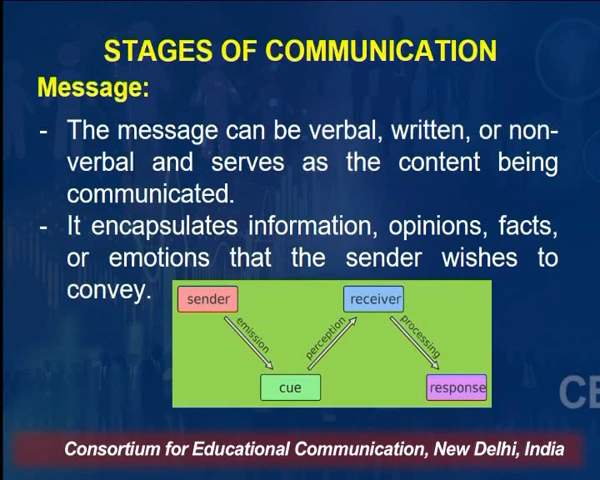 STAGES OF COMMUNICATION
Message:
- The message can be verbal, written, or non-
verbal and serves as the content being
communicated.
- It encapsulates information, opinions, facts,
or emotions that the sender wishes to
convey.
sender
receiver
emission
perception
processing
cue
response
CE
Consortium for Educational Communication, New Delhi, India